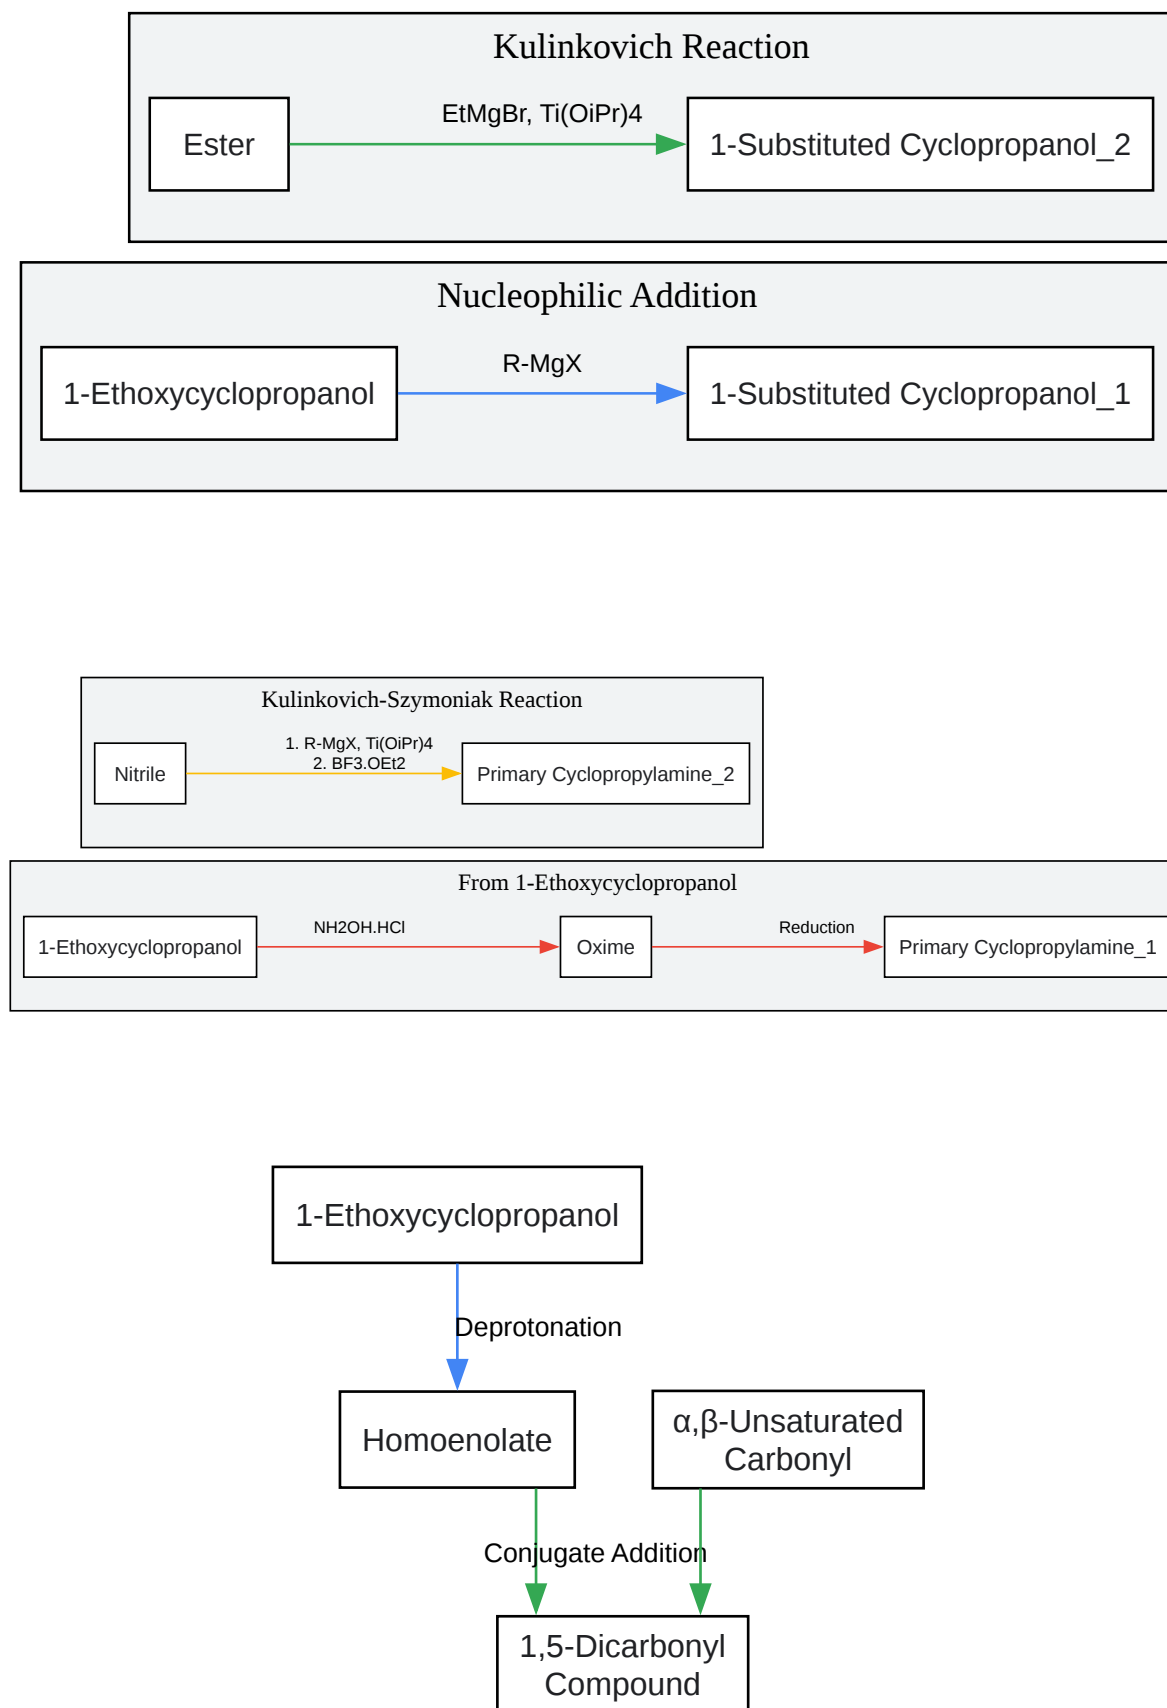 Kulinkovich Reaction
EtMgBr, Ti(OiPr)4
Ester
1-Substituted Cyclopropanol_2
Nucleophilic Addition
R-MgX
1-Ethoxycyclopropanol
1-Substituted Cyclopropanol_1
Kulinkovich-Szymoniak Reaction
1. R-MgX, Ti(OiPr)4
2. BF3.OEt2
Nitrile
Primary Cyclopropylamine_2
From 1-Ethoxycyclopropanol
NH2OH.HCl
Reduction
1-Ethoxycyclopropanol
Oxime
Primary Cyclopropylamine_1
1-Ethoxycyclopropanol
Deprotonation
Homoenolate
α,β-Unsaturated
Carbonyl
Conjugate Addition
1,5-Dicarbonyl
Compound